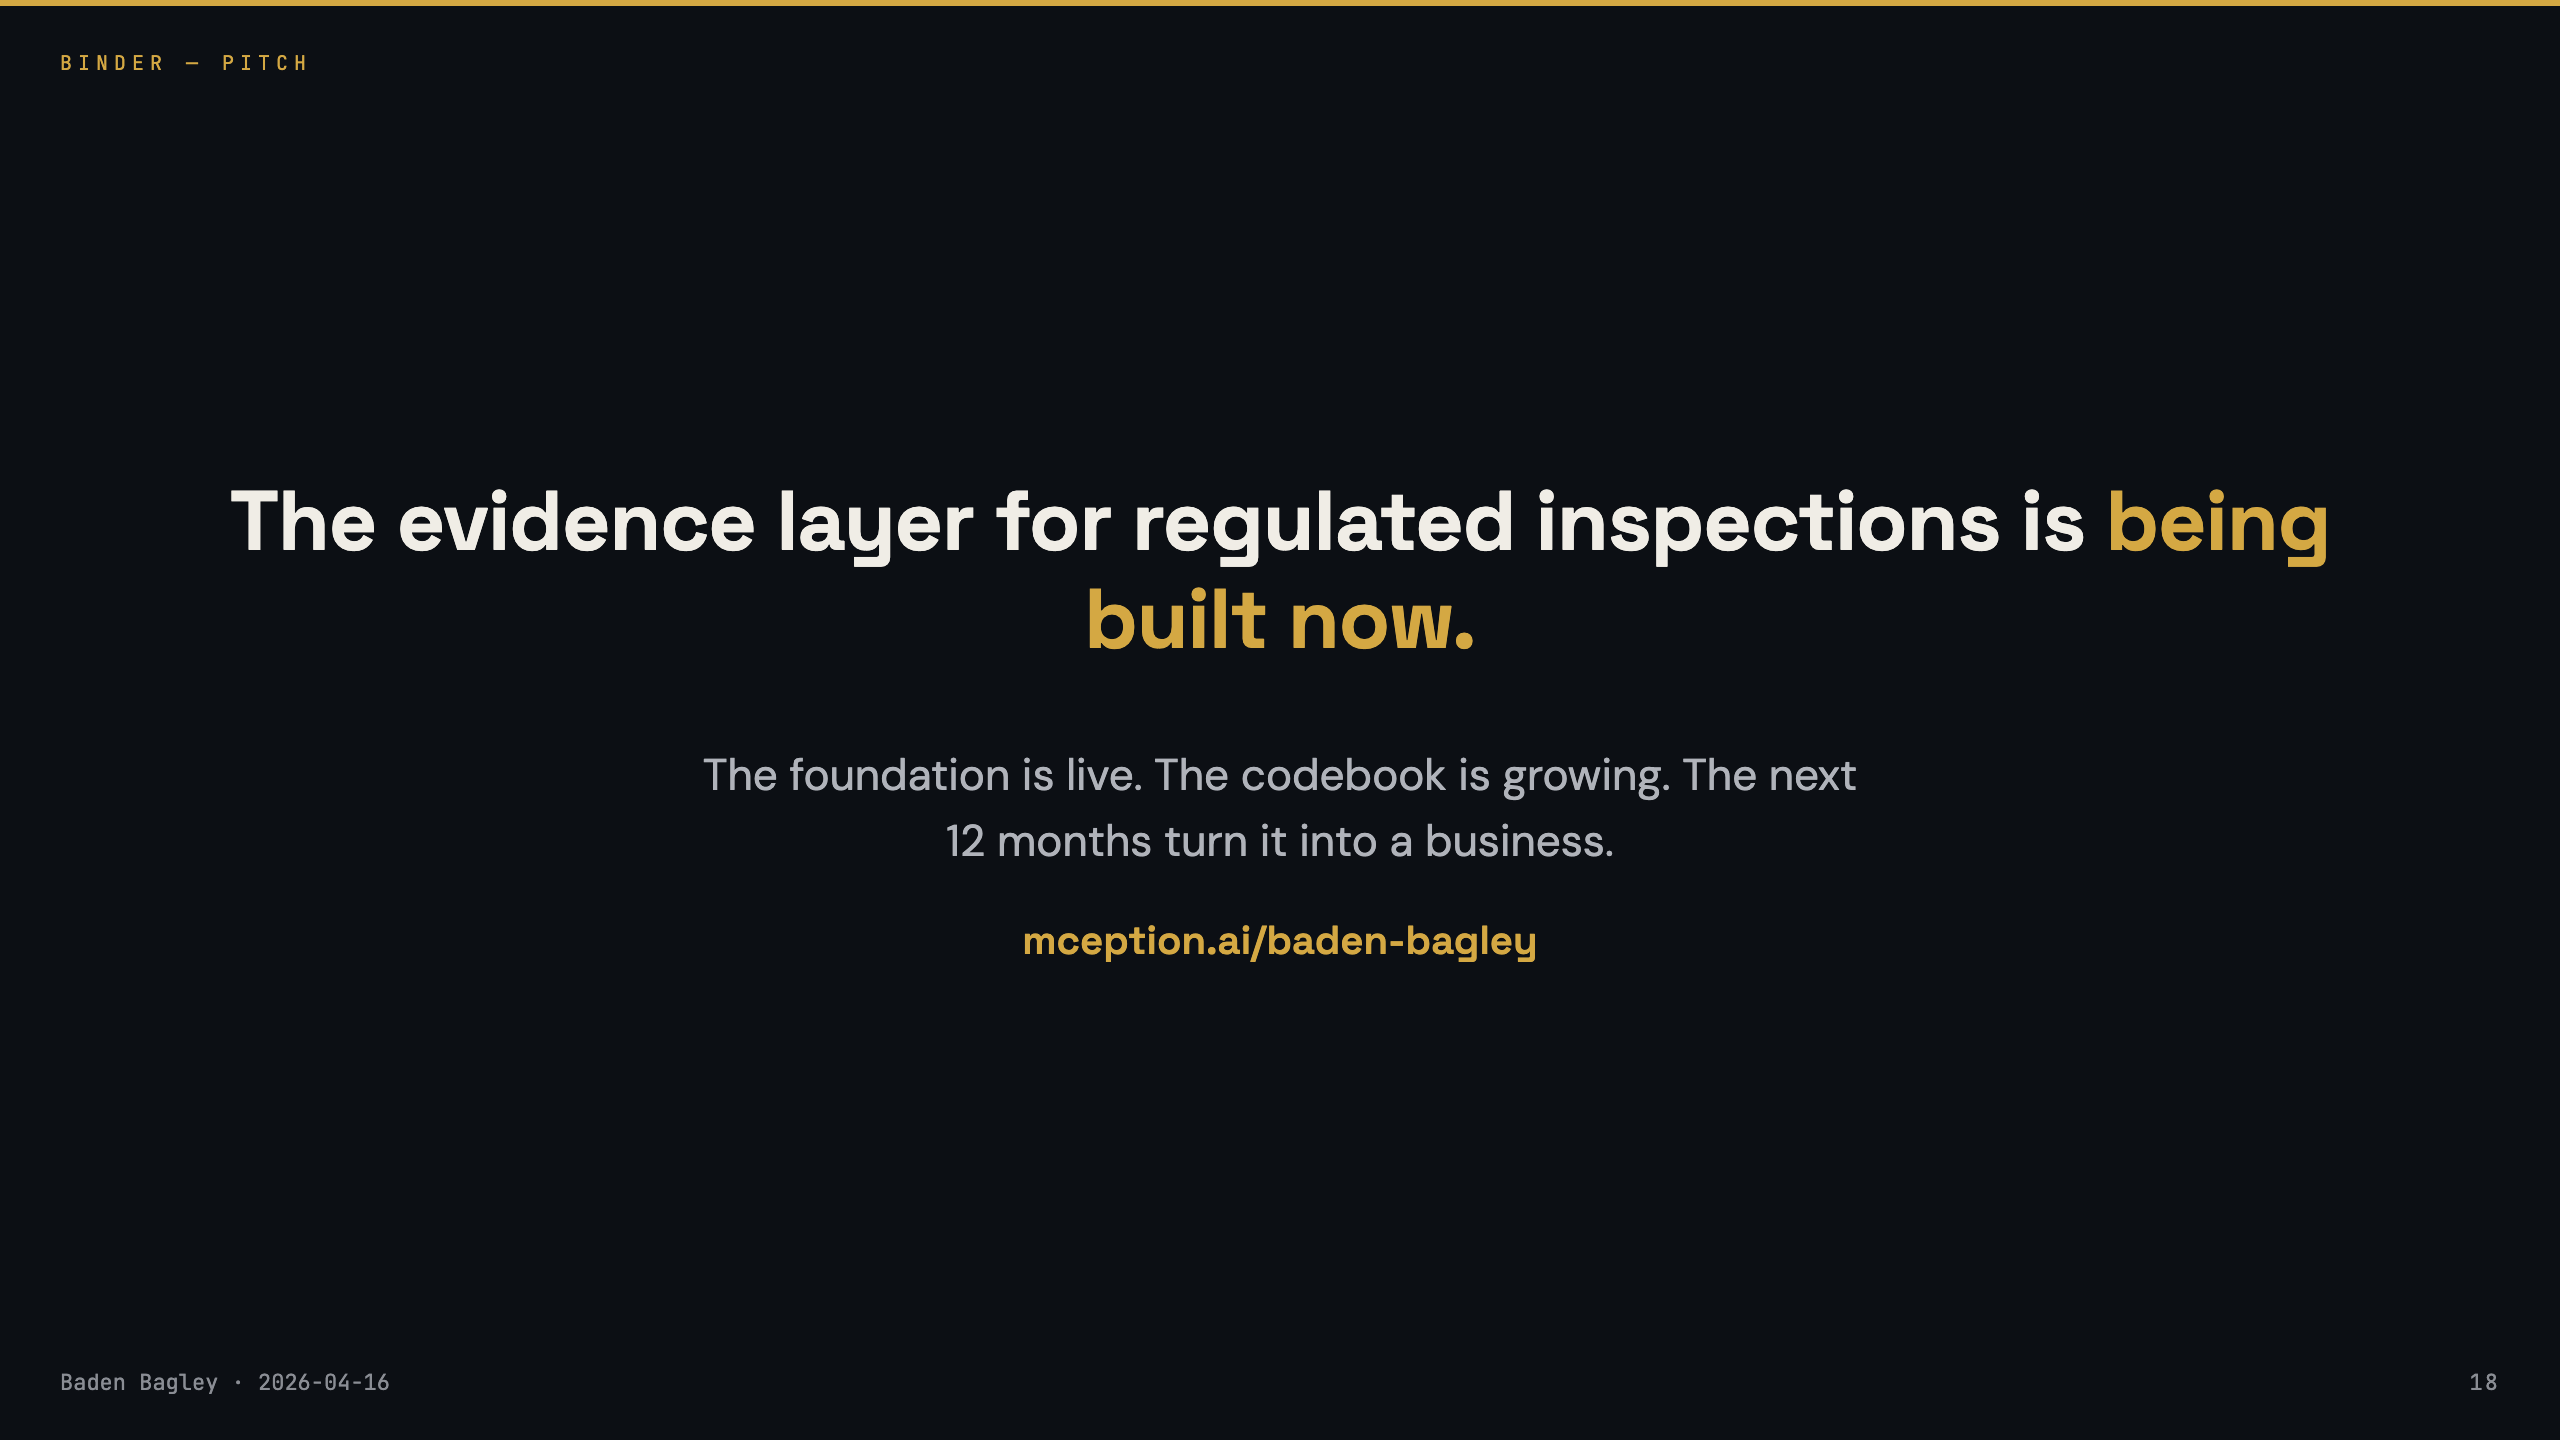 BINDER — PITCH
The evidence layer for regulated inspections is being
built now.
The foundation is live. The codebook is growing. The next
12 months turn it into a business.
mception.ai/baden-bagley
Baden Bagley · 2026-04-16
18